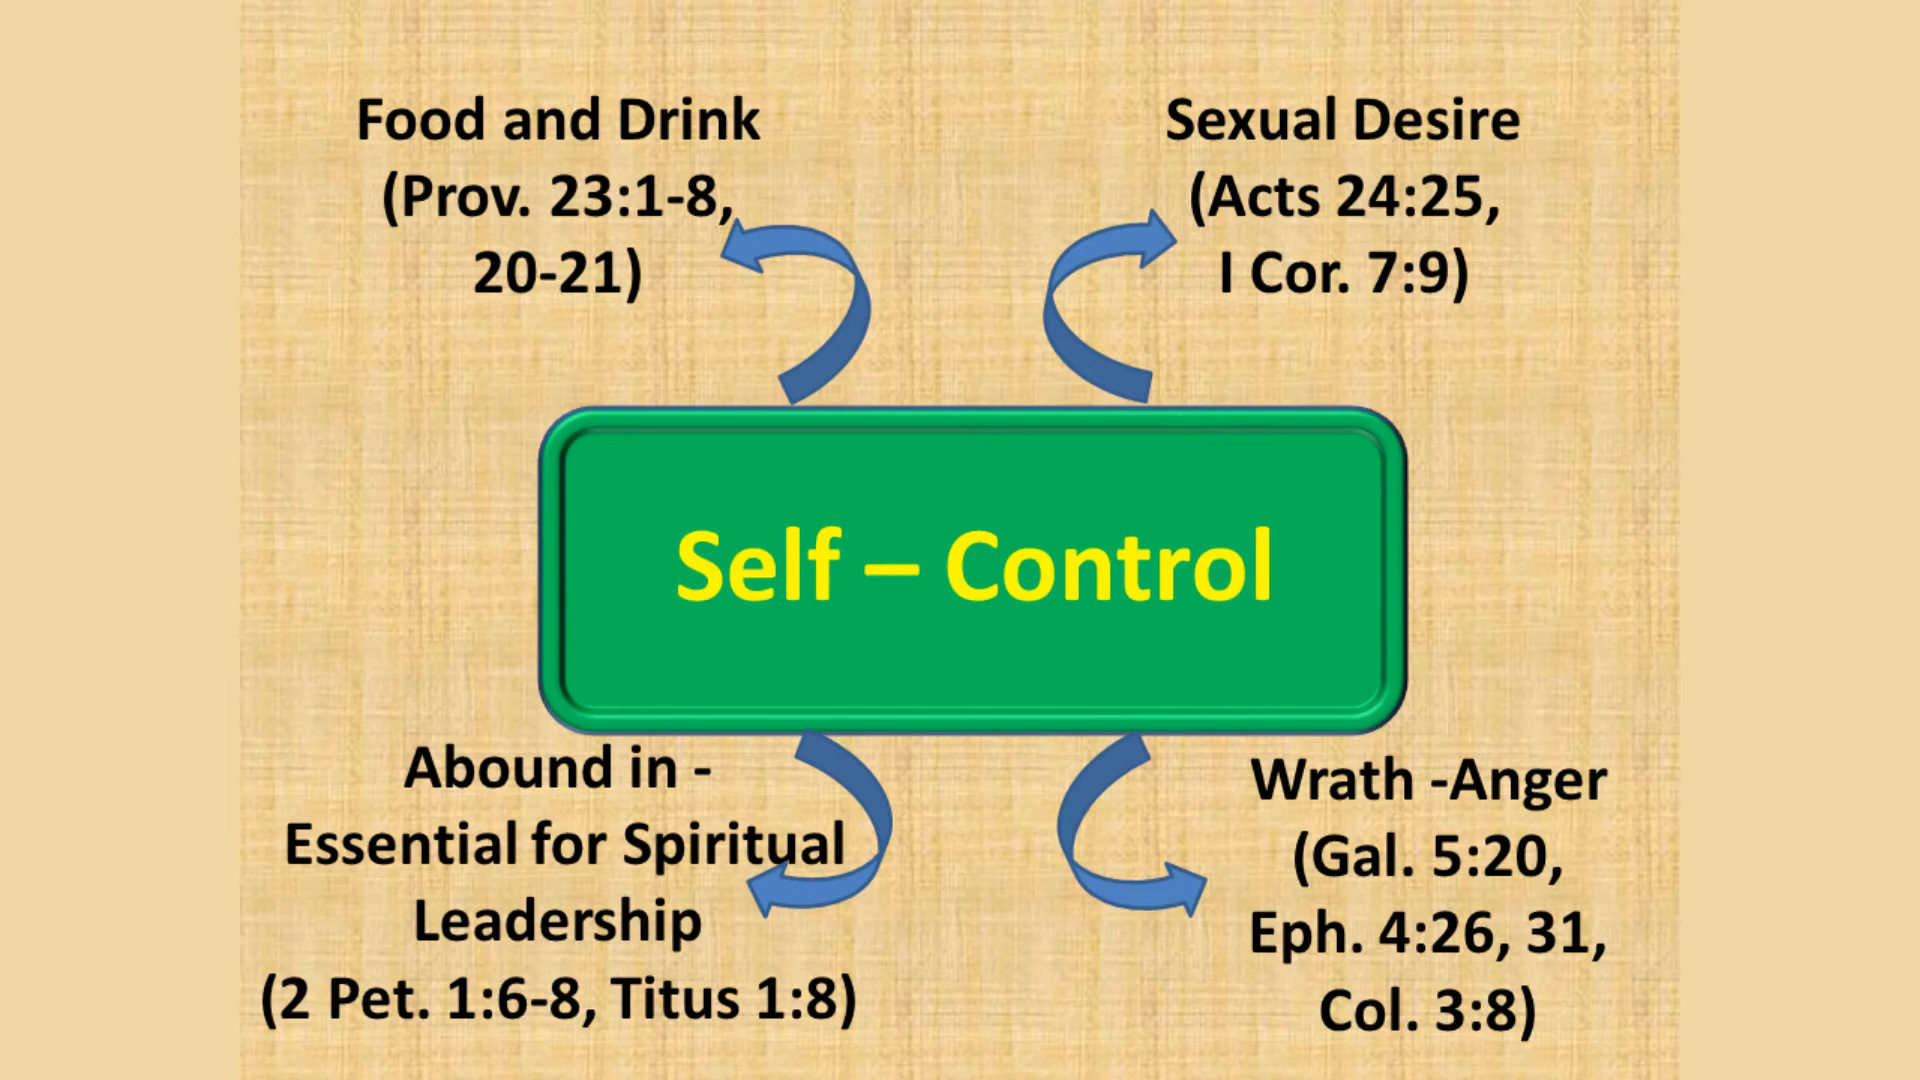 Food and Drink
(Prov. 23:1-8,
20-21)
Sexual Desire
(Acts 24:25,
I Cor. 7:9)
Self – Control
Abound in -
Essential for Spiritual
Leadership
(2 Pet. 1:6-8, Titus 1:8)
Wrath -Anger
(Gal. 5:20,
Eph. 4:26, 31,
Col. 3:8)